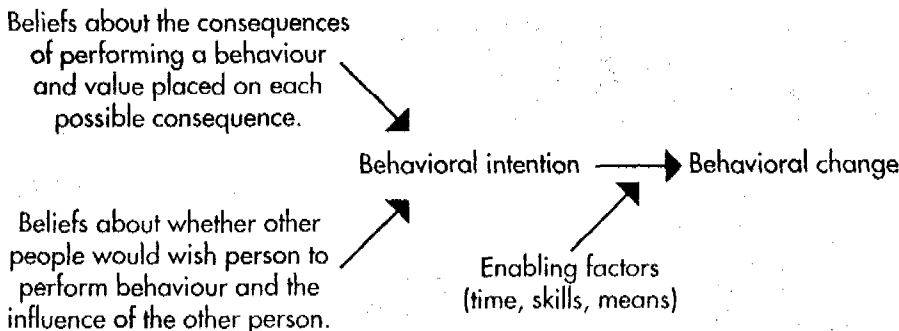 Beliefs about the consequences
of performing a behaviour
and value placed on each
possible consequence.
Behavioral intention
Behavioral change
Beliefs about whether other
people would wish person to
perform behaviour and the
influence of the other person.
Enabling factors
(time, skills, means)